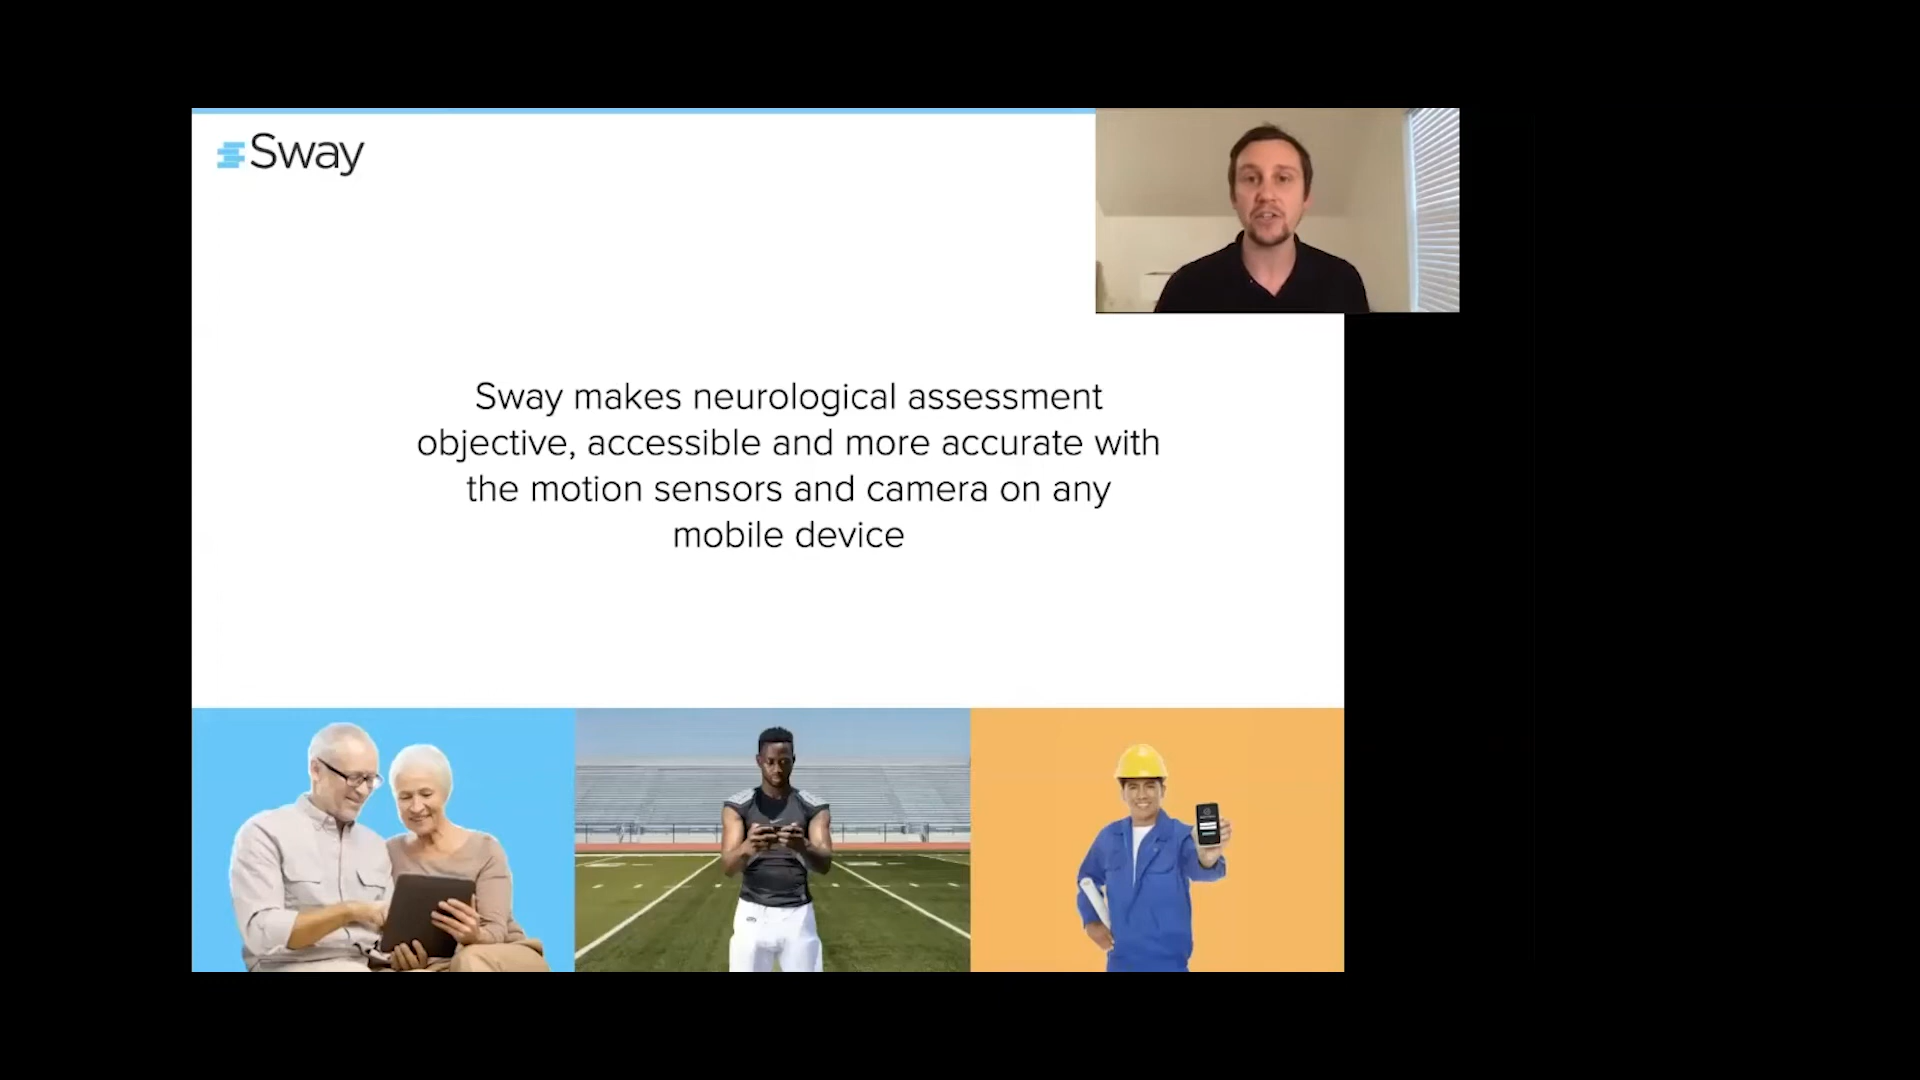 Sway
Sway makes neurological assessment
objective, accessible and more accurate with
the motion sensors and camera on any
mobile device